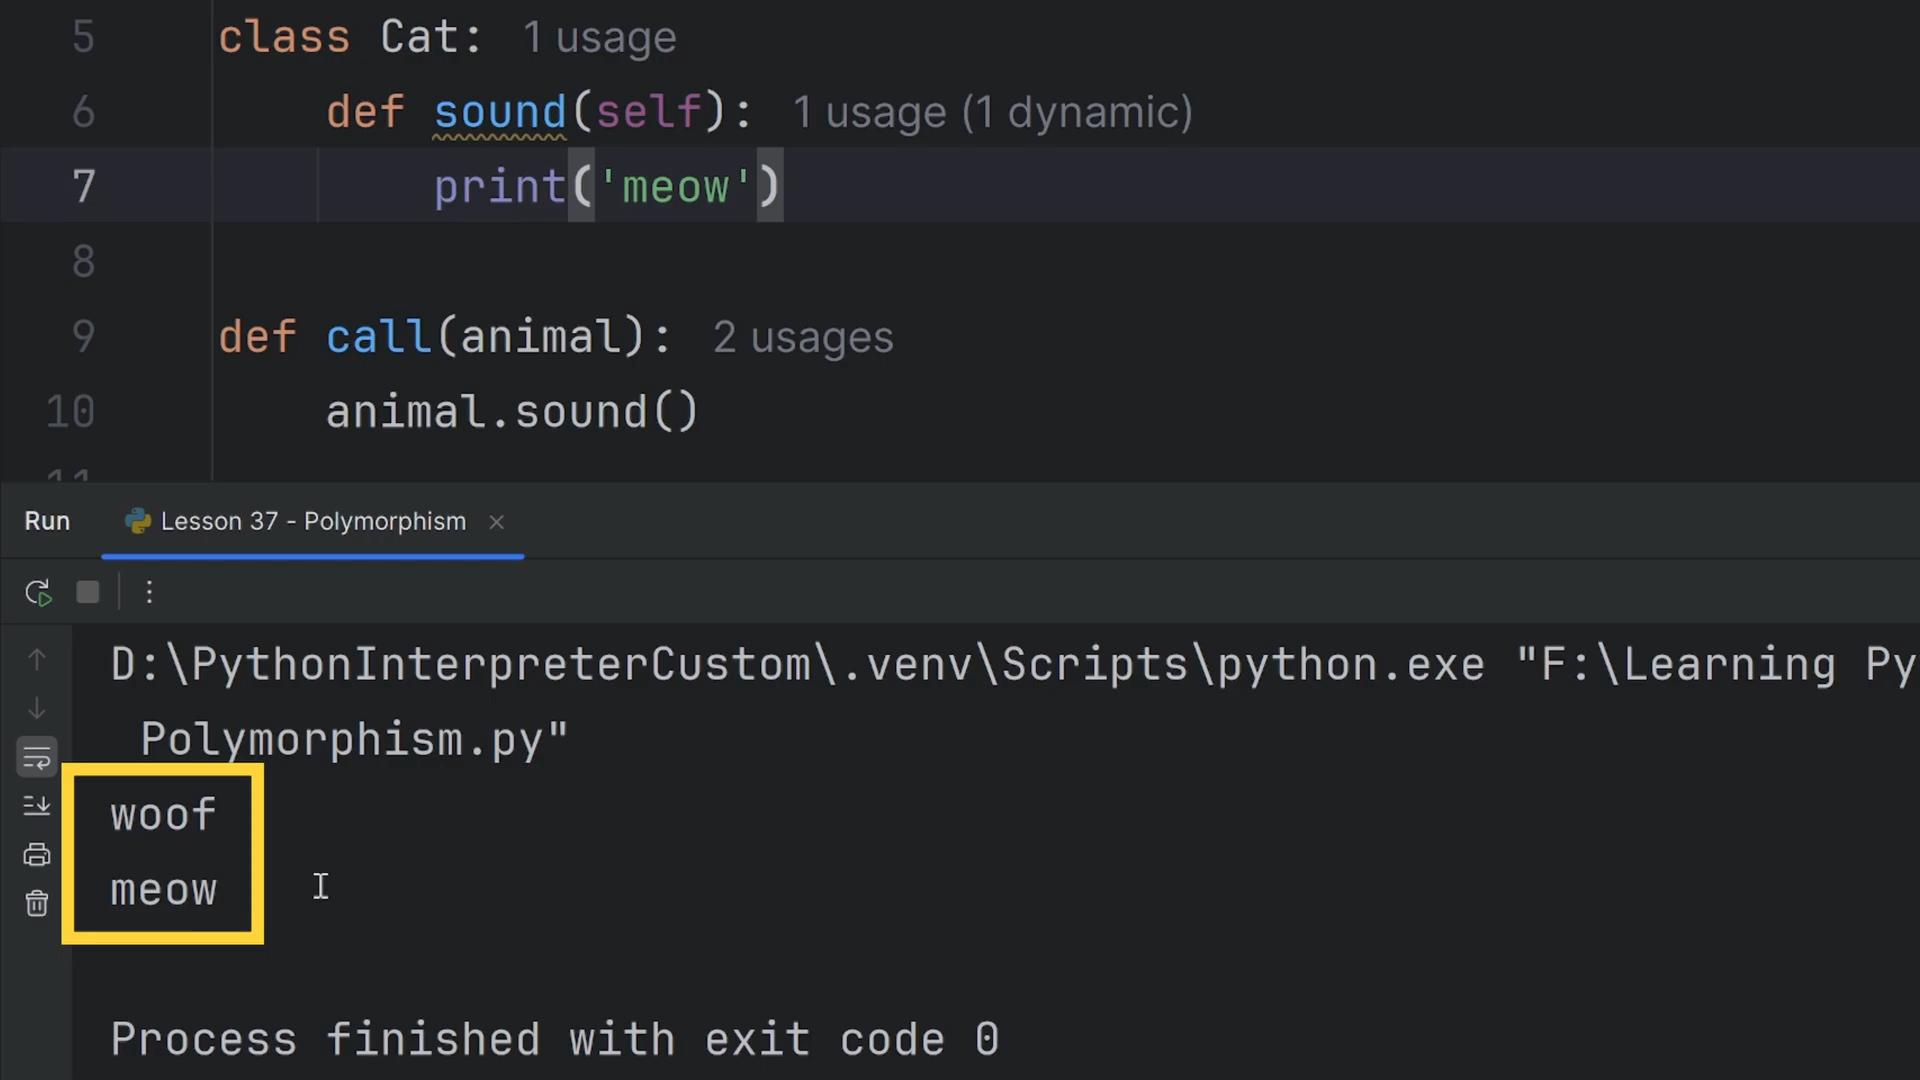 5 class Cat: 1 usage
6 def sound(self): 1 usage (1 dynamic)
7 print('meow')
8
9 def call(animal): 2 usages
10 animal.sound()
11
Run Lesson 37 - Polymorphism
D:\PythonInterpreterCustom\.venv\Scripts\python.exe "F:\Learning Py
Polymorphism.py"
woof
meow
Process finished with exit code 0